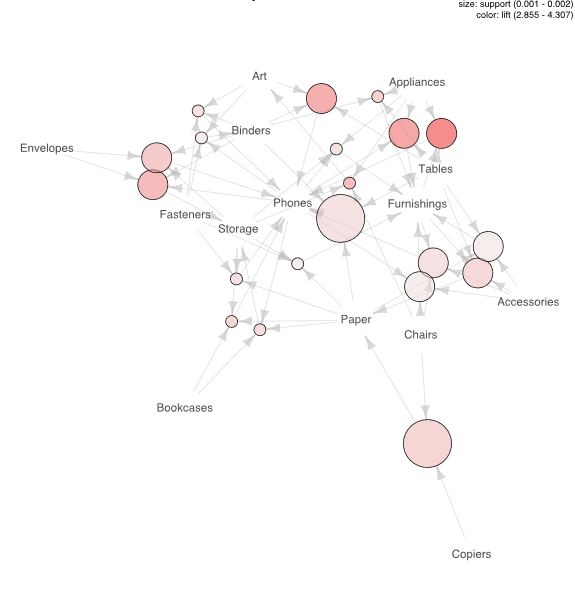 size: support (0.001 - 0.002)
color: lift (2.855 - 4.307)
Art
Appliances
Binders
Envelopes
Tables
Phones
Furnishings
Fasteners
Storage
Accessories
Paper
Chairs
Bookcases
Copiers